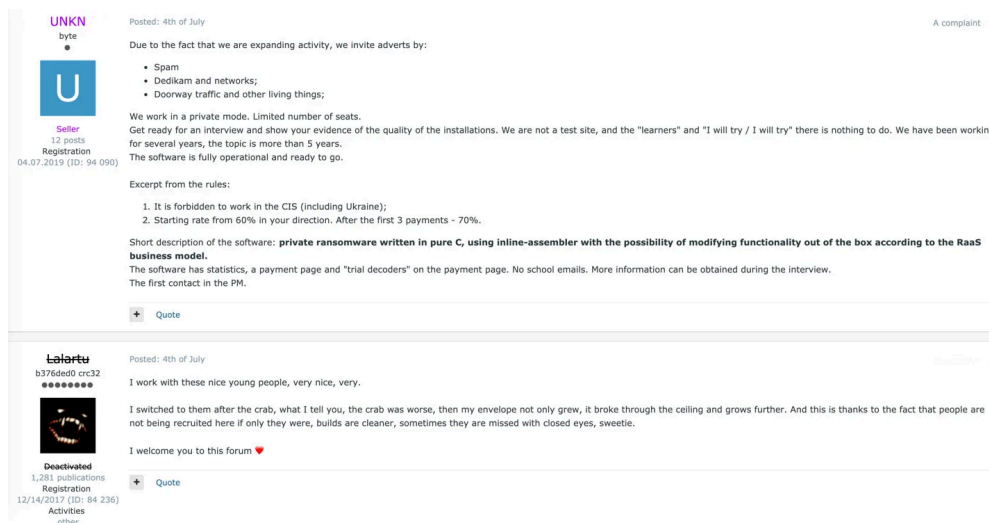 UNKN
byte
U
Seller
12 posts
Registration
04.07.2019 (ID: 94 090)
Posted: 4th of July
A complaint
Due to the fact that we are expanding activity, we invite adverts by:
• Spam
• Dedikam and networks;
• Doorway traffic and other living things;
We work in a private mode. Limited number of seats.
Get ready for an interview and show your evidence of the quality of the installations. We are not a test site, and the "learners" and "I will try / I will try" there is nothing to do. We have been workin
for several years, the topic is more than 5 years.
The software is fully operational and ready to go.
Excerpt from the rules:
1. It is forbidden to work in the CIS (including Ukraine);
2. Starting rate from 60% in your direction. After the first 3 payments - 70%.
Short description of the software: private ransomware written in pure C, using inline-assembler with the possibility of modifying functionality out of the box according to the RaaS
business model.
The software has statistics, a payment page and "trial decoders" on the payment page. No school emails. More information can be obtained during the interview.
The first contact in the PM.
+ Quote
Lalartu
b376ded0 crc32
Deactivated
1,281 publications
Registration
12/14/2017 (ID: 84 236)
Activities
other
Posted: 4th of July
I work with these nice young people, very nice, very.
I switched to them after the crab, what I tell you, the crab was worse, then my envelope not only grew, it broke through the ceiling and grows further. And this is thanks to the fact that people are
not being recruited here if only they were, builds are cleaner, sometimes they are missed with closed eyes, sweetie.
I welcome you to this forum ❤
+ Quote